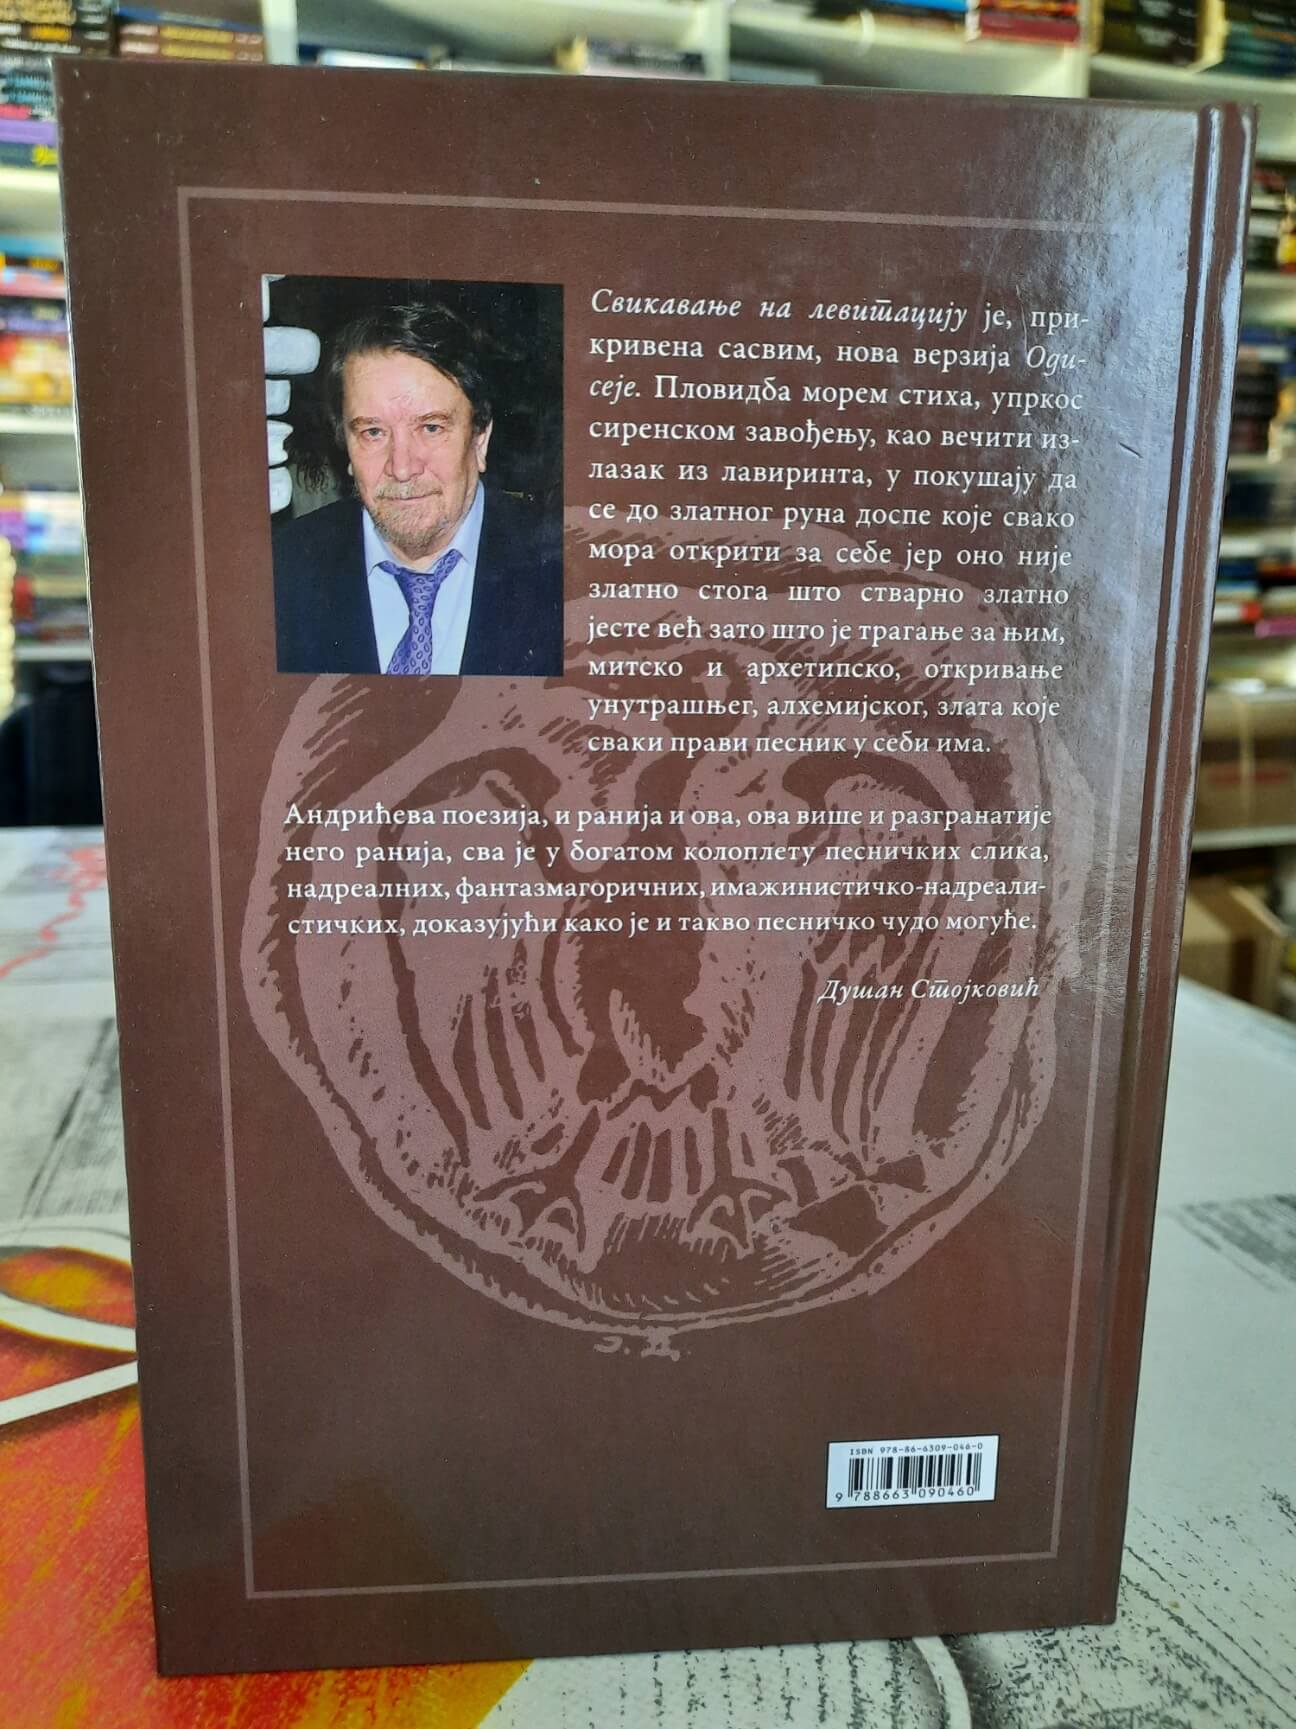 Свикавање на левитацију је, при-
кривена сасвим, нова верзија Оди-
сеје. Пловидба морем стиха, упркос
сиренском завођењу, као вечити из-
лазак из лавиринта, у покушају да
се до златног руна доспе које свако
мора открити за себе јер оно није
златно стога што стварно златно
јесте већ зато што је трагање за њим,
митско и архетипско, откривање
унутрашњег, алхемијског, злата које
сваки прави песник у себи има.
Андрићева поезија, и ранија и ова, ова више и разгранатије
него ранија, сва је у богатом колоплету песничких слика,
надреалних, фантазмагоричних, имажинистичко-надреали-
стичких, доказујући како је и такво песничко чудо могуће.
Душан Стојковић
ISBN 978-86-6309-046-0
9 788663 090460